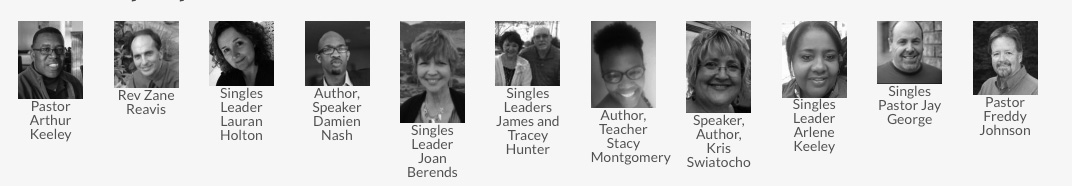 Pastor
Arthur
Keeley
Rev Zane
Reavis
Singles
Leader
Lauran
Holton
Author,
Speaker
Damien
Nash
Singles
Leader
Joan
Berends
Singles
Leaders
James and
Tracey
Hunter
Author,
Teacher
Stacy
Montgomery
Speaker,
Author,
Kris
Swiatocho
Singles
Leader
Arlene
Keeley
Singles
Pastor Jay
George
Pastor
Freddy
Johnson